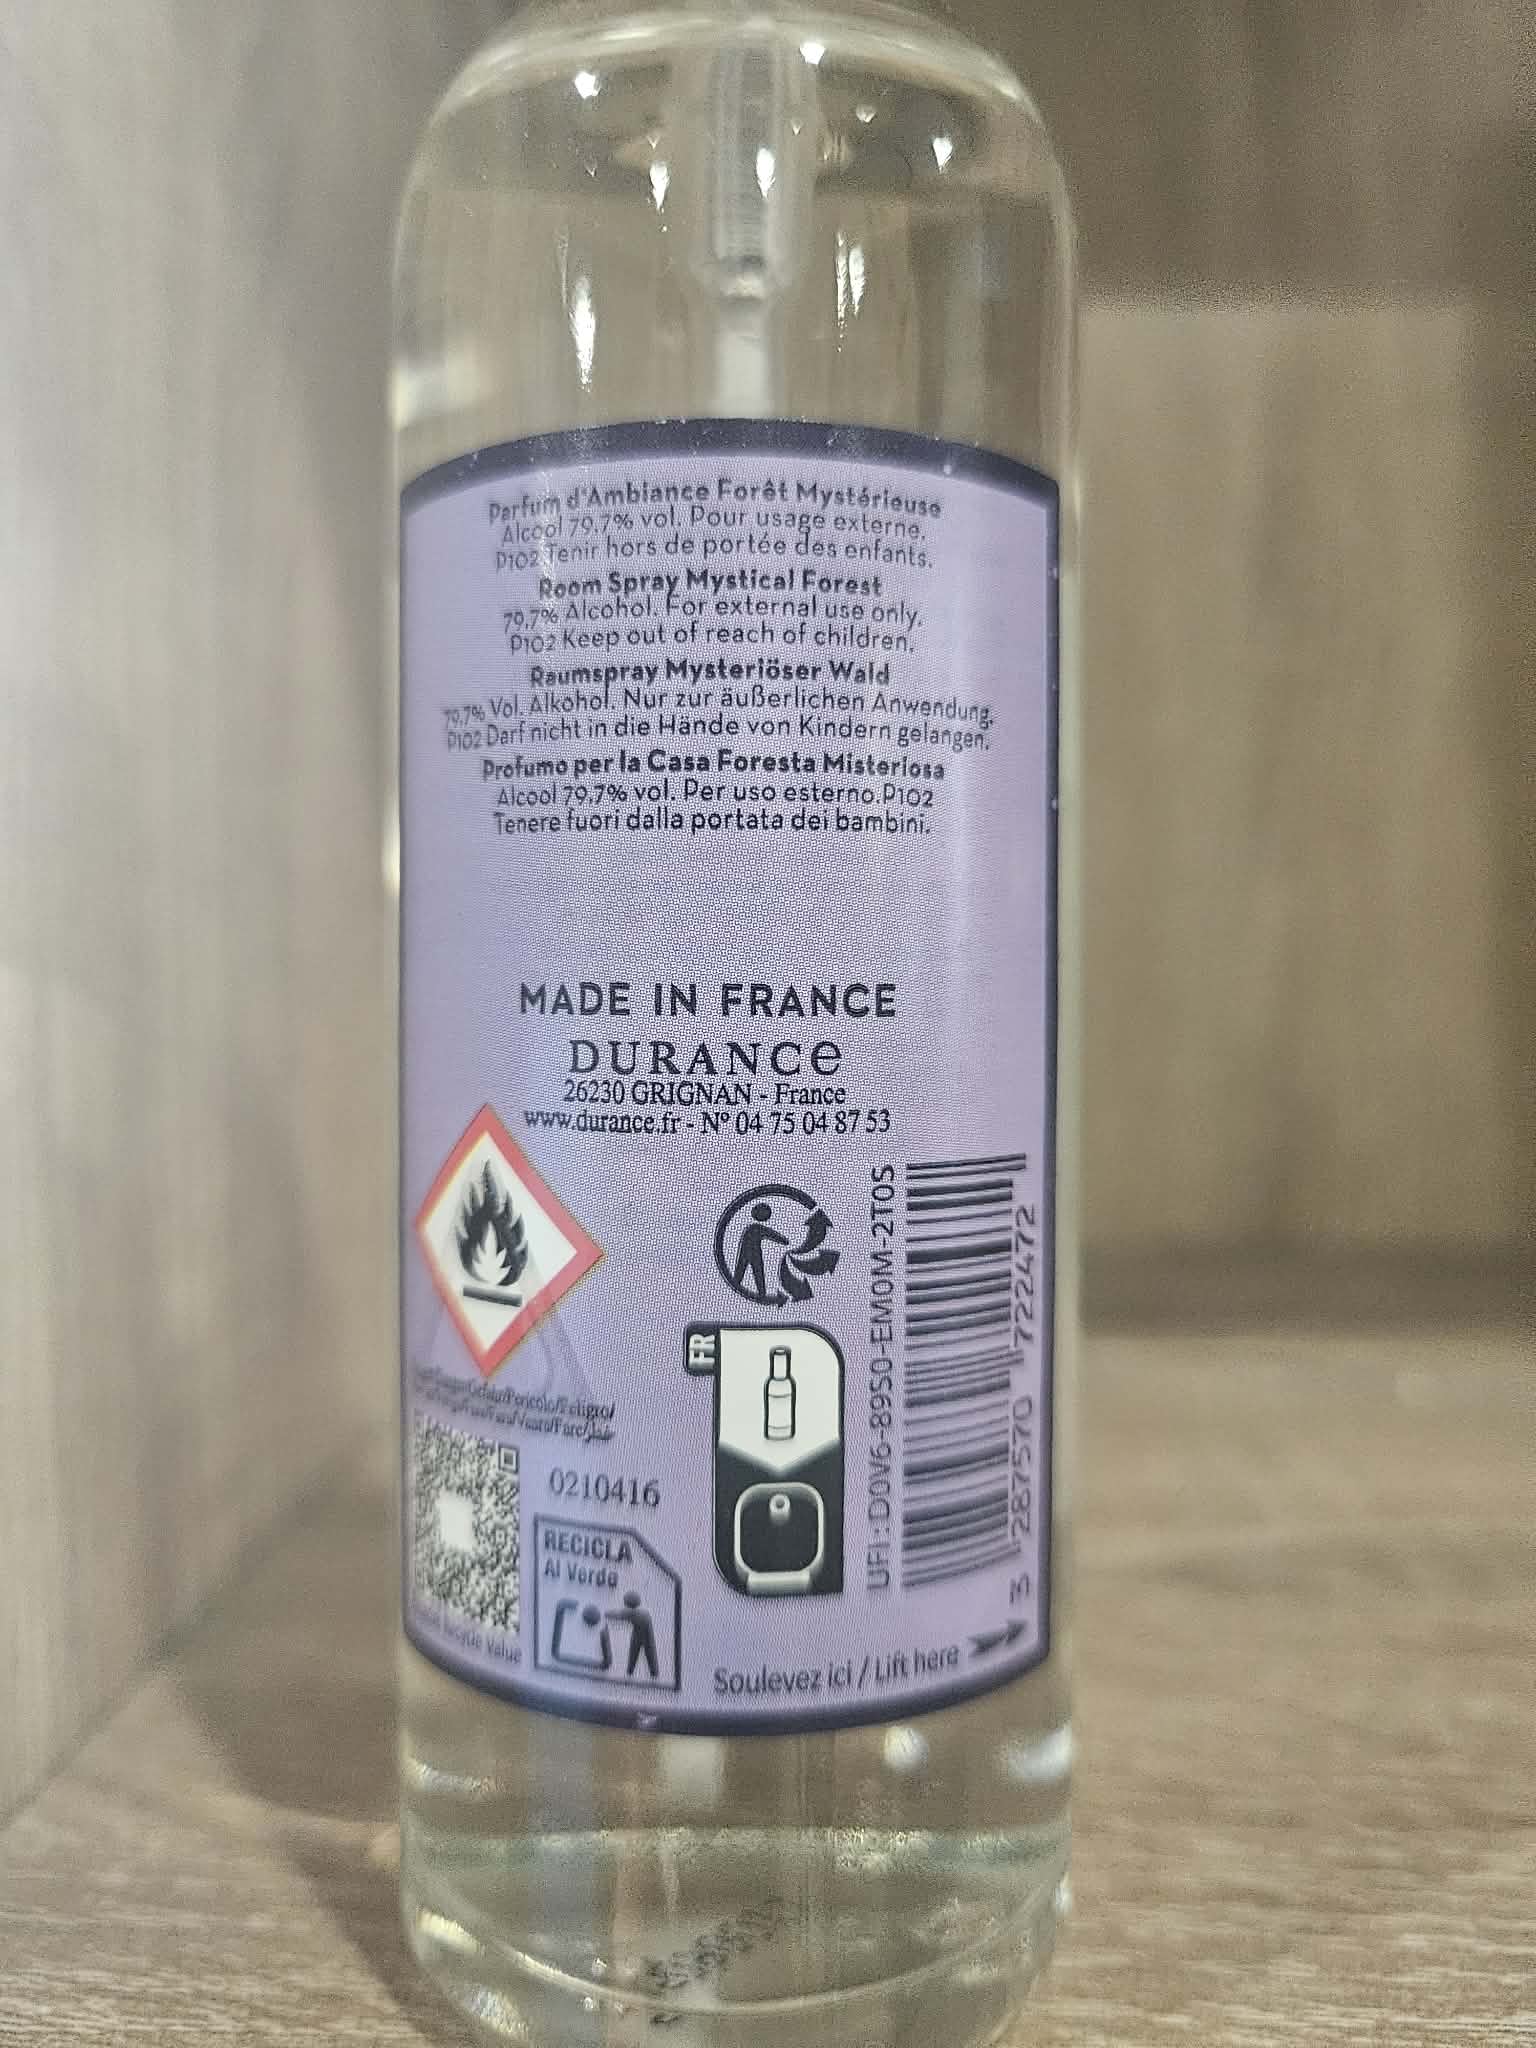 Parfum d'Ambiance Forêt Mystérieuse
Alcool 79.7% vol. Pour usage externe.
P102 Tenir hors de portée des enfants.
Room Spray Mystical Forest
79,7% Alcohol. For external use only.
P102 Keep out of reach of children.
Raumspray Mysteriöser Wald
79,7% Vol. Alkohol. Nur zur äußerlichen Anwendung.
P102 Darf nicht in die Hände von Kindern gelangen.
Profumo per la Casa Foresta Misteriosa
Alcool 79,7% vol. Per uso esterno.P102
Tenere fuori dalla portata dei bambini.
MADE IN FRANCE
DURANCe
26230 GRIGNAN - France
www.durance.fr - N° 04 75 04 87 53
FR
UFI : D0V6-89S0-EM0M-2T0S
3 287570 722472
/Pericolo/Peligro/
0210416
RECICLA
Al Verde
value
Soulevez ici / Lift here